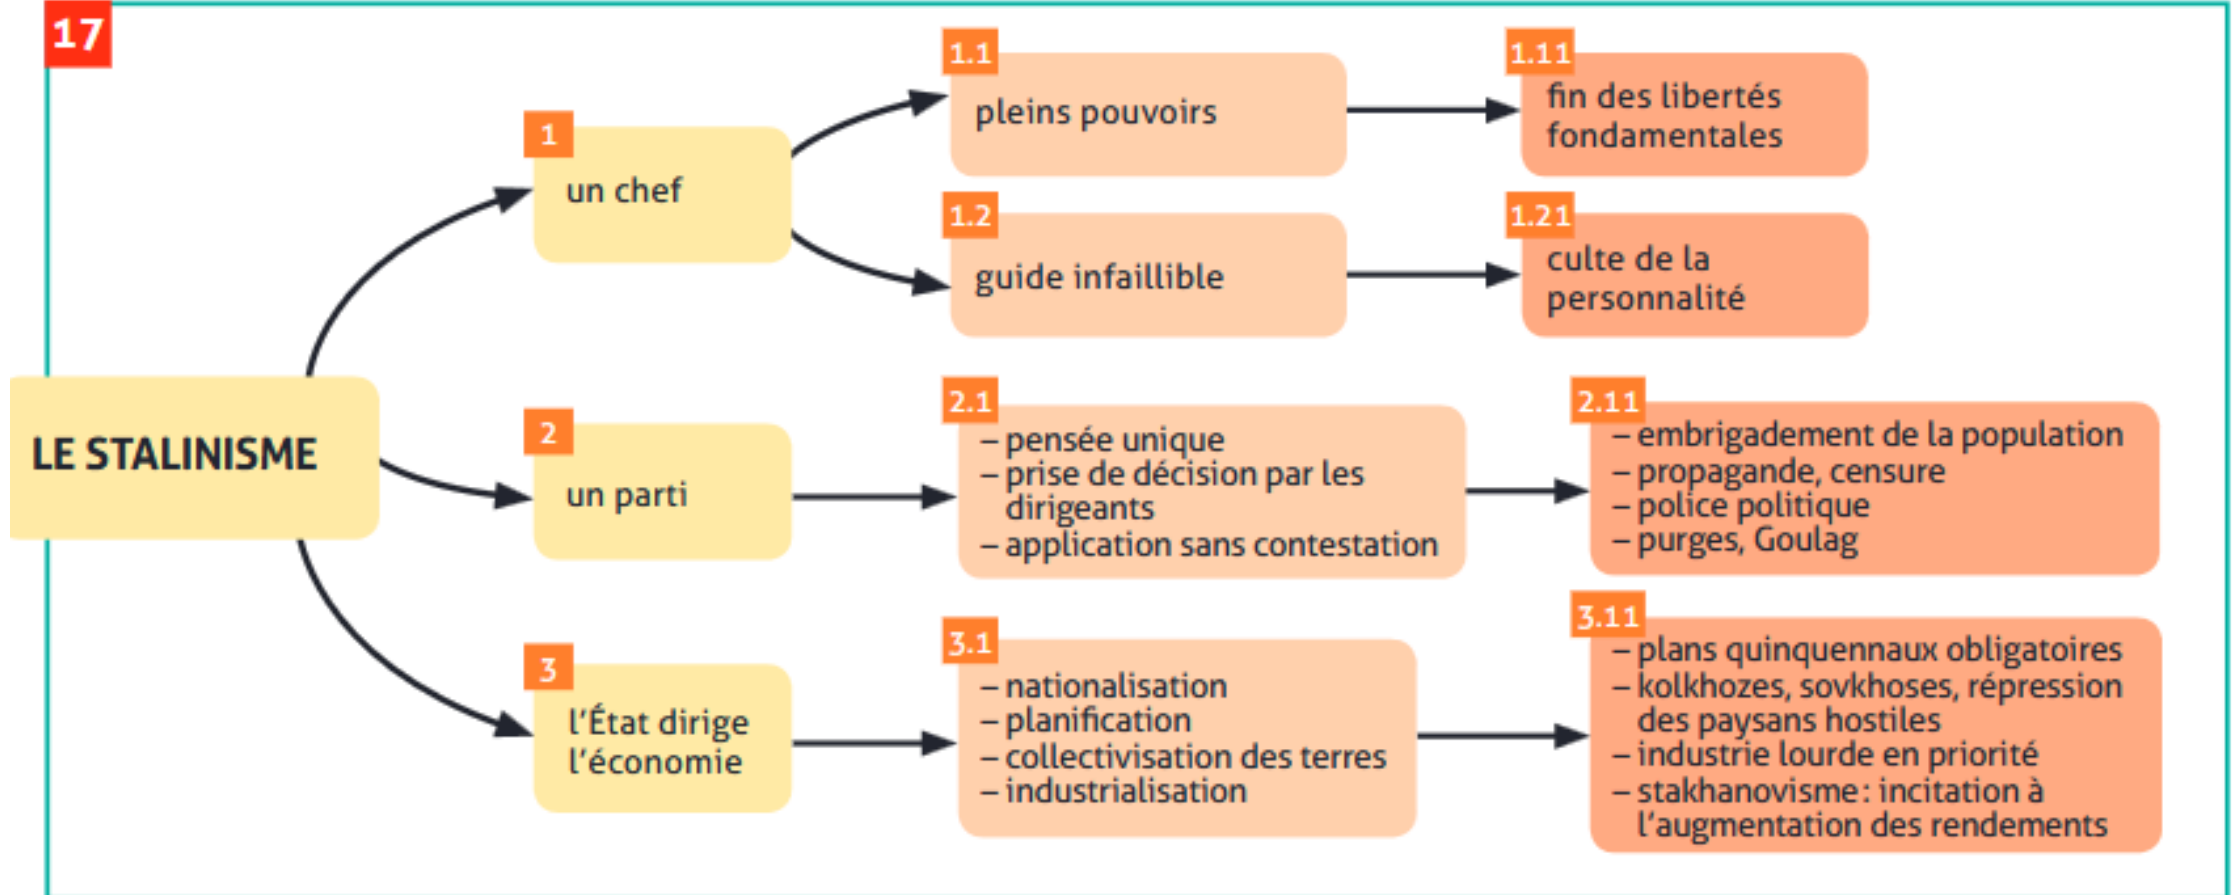 17
LE STALINISME
1
un chef
1.1
pleins pouvoirs
1.11
fin des libertés
fondamentales
1.2
guide infaillible
1.21
culte de la
personnalité
2
un parti
2.1
– pensée unique
– prise de décision par les
dirigeants
– application sans contestation
2.11
– embrigadement de la population
– propagande, censure
– police politique
– purges, Goulag
3
l'État dirige
l'économie
3.1
– nationalisation
– planification
– collectivisation des terres
– industrialisation
3.11
– plans quinquennaux obligatoires
– kolkhozes, sovkhoses, répression
des paysans hostiles
– industrie lourde en priorité
– stakhanovisme : incitation à
l'augmentation des rendements